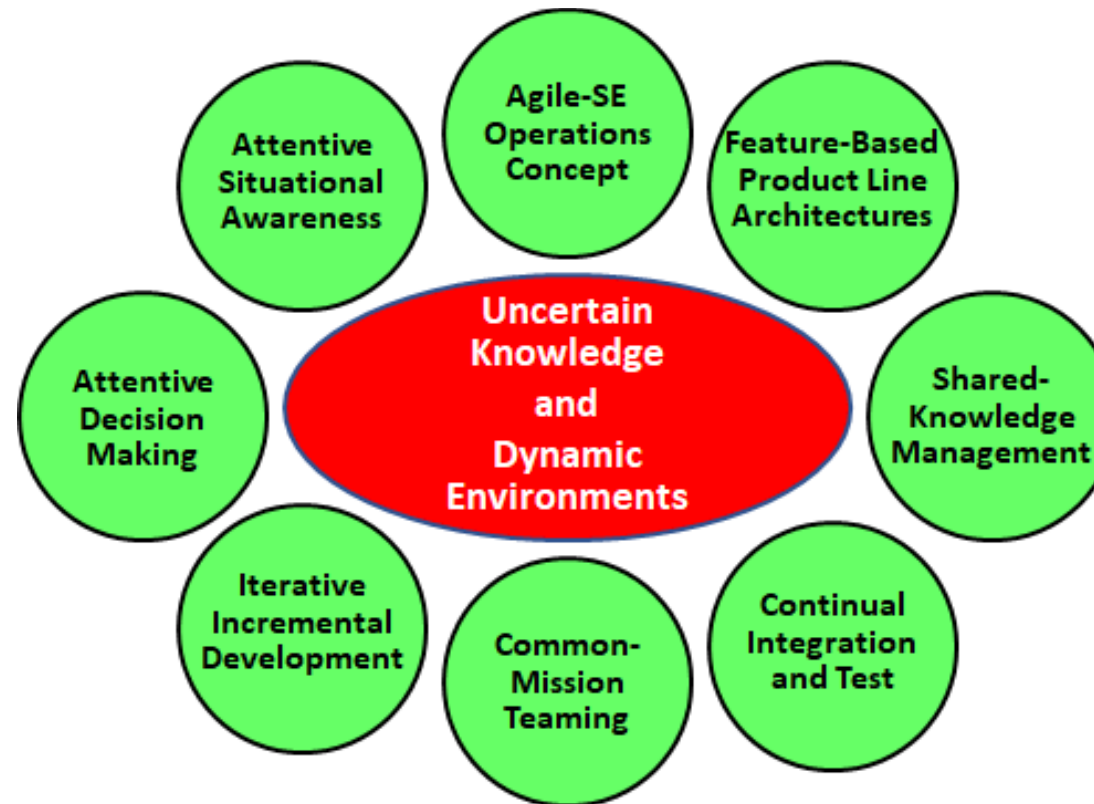 Agile-SE
Operations
Concept
Feature-Based
Product Line
Architectures
Shared-
Knowledge
Management
Continual
Integration
and Test
Common-
Mission
Teaming
Iterative
Incremental
Development
Attentive
Decision
Making
Attentive
Situational
Awareness
Uncertain
Knowledge
and
Dynamic
Environments